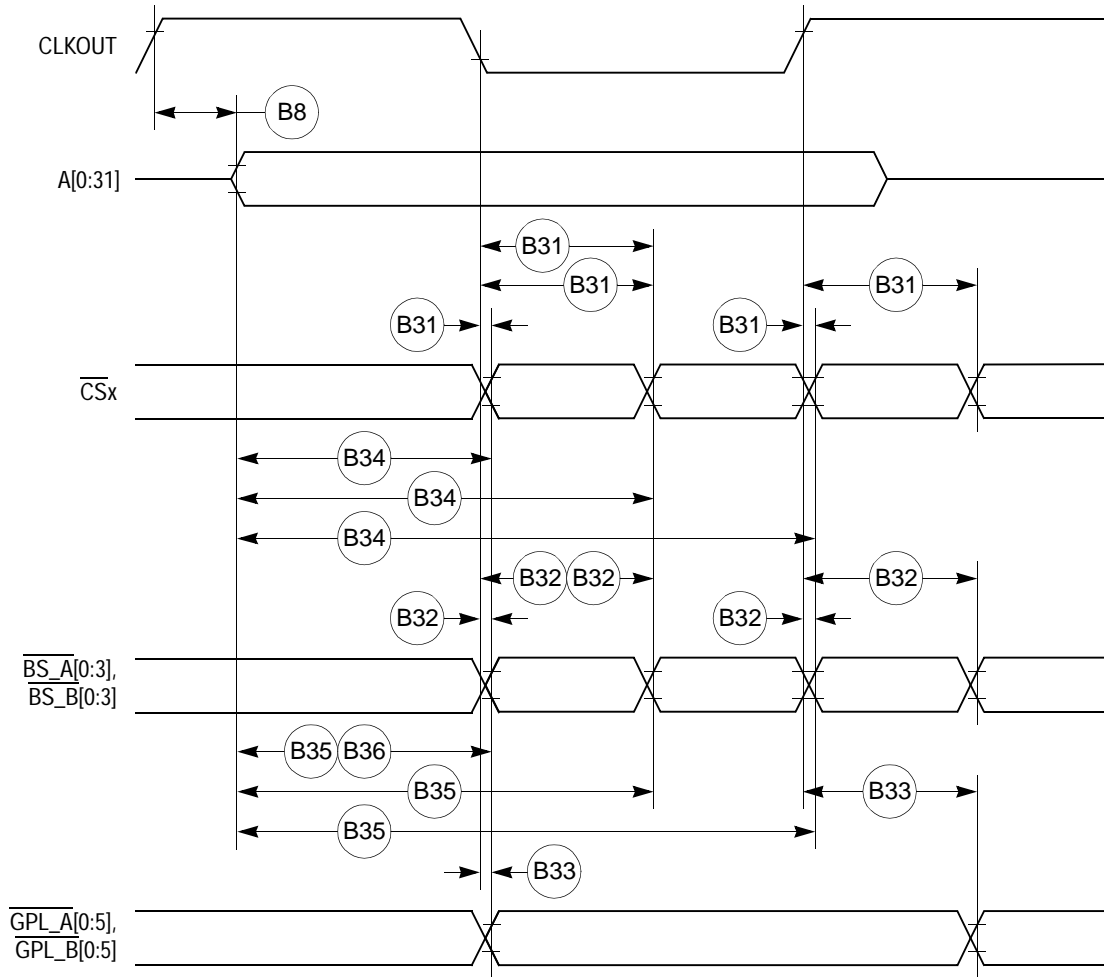 CLKOUT
B8
A[0:31]
B31
B31
B31
B31
B31
CSx
B34
B34
B34
B32 B32
B32
B32
B32
BS_A[0:3],
BS_B[0:3]
B35 B36
B35
B33
B35
B33
GPL_A[0:5],
GPL_B[0:5]